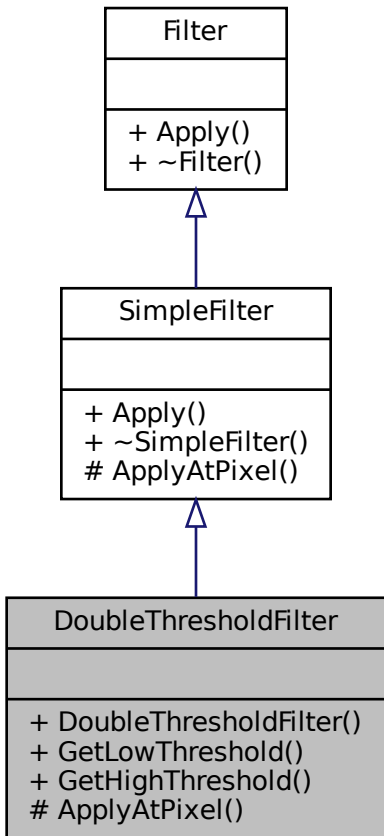 Filter
+ Apply()
+ ~Filter()
SimpleFilter
+ Apply()
+ ~SimpleFilter()
# ApplyAtPixel()
DoubleThresholdFilter
+ DoubleThresholdFilter()
+ GetLowThreshold()
+ GetHighThreshold()
# ApplyAtPixel()